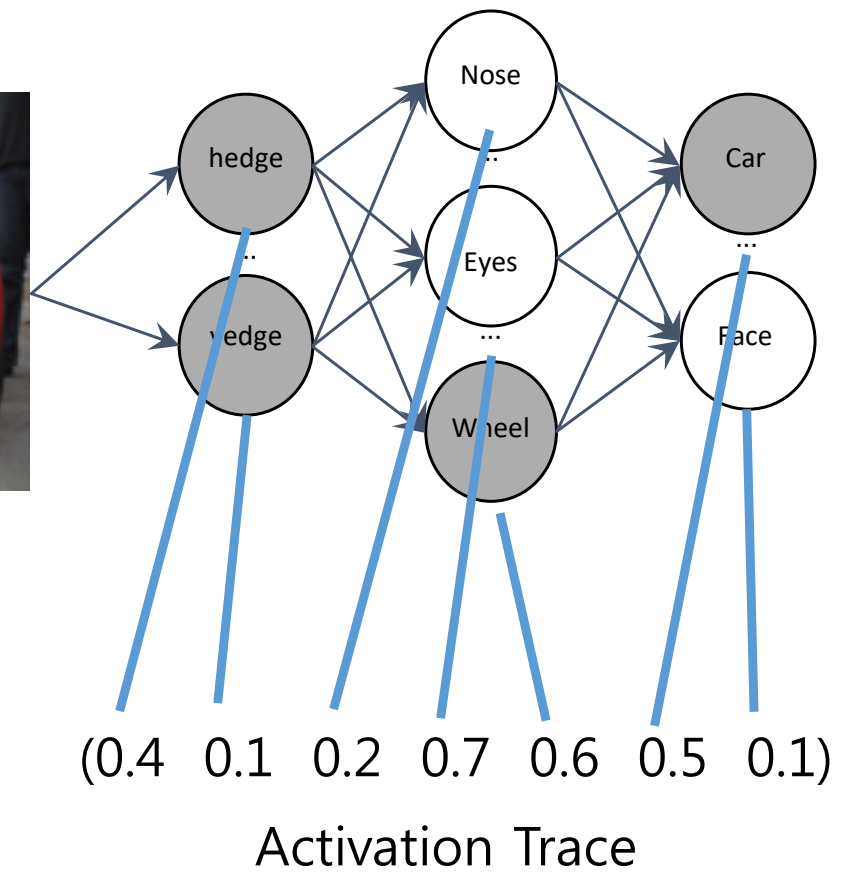 Nose
hedge
Car
..
...
..
Eyes
vedge
Face
...
Wheel
(0.4 0.1 0.2 0.7 0.6 0.5 0.1)
Activation Trace